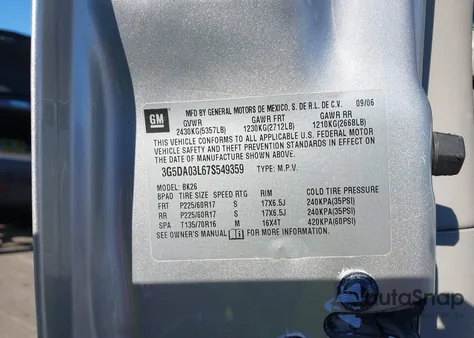 GM
MFD BY GENERAL MOTORS DE MEXICO, S. DE R.L. DE C.V. 09/06
GVWR GAWR FRT GAWR RR
2430KG(5357LB) 1230KG(2712LB) 1210KG(2668LB)
THIS VEHICLE CONFORMS TO ALL APPLICABLE U.S. FEDERAL MOTOR
VEHICLE SAFETY AND THEFT PREVENTION STANDARDS IN EFFECT ON
THE DATE OF MANUFACTURE SHOWN ABOVE.
3G5DA03L67S549359 TYPE: M.P.V.
MODEL: BK26
BPAD TIRE SIZE SPEED RTG RIM COLD TIRE PRESSURE
FRT P225/60R17 S 17X6.5J 240KPA(35PSI)
RR P225/60R17 S 17X6.5J 240KPA(35PSI)
SPA T135/70R16 M 16X4T 420KPA(60PSI)
SEE OWNER'S MANUAL FOR MORE INFORMATION.
AutaSnap